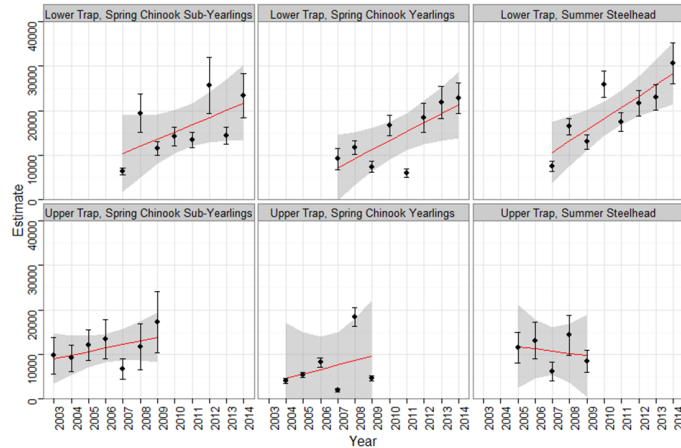 Lower Trap, Spring Chinook Sub-Yearlings
Lower Trap, Spring Chinook Yearlings
Lower Trap, Summer Steelhead
40000
30000
20000
10000
0
Upper Trap, Spring Chinook Sub-Yearlings
Upper Trap, Spring Chinook Yearlings
Upper Trap, Summer Steelhead
Estimate
40000
30000
20000
10000
0
2003 2004 2005 2006 2007 2008 2009 2010 2011 2012 2013 2014
2003 2004 2005 2006 2007 2008 2009 2010 2011 2012 2013 2014
2003 2004 2005 2006 2007 2008 2009 2010 2011 2012 2013 2014
Year